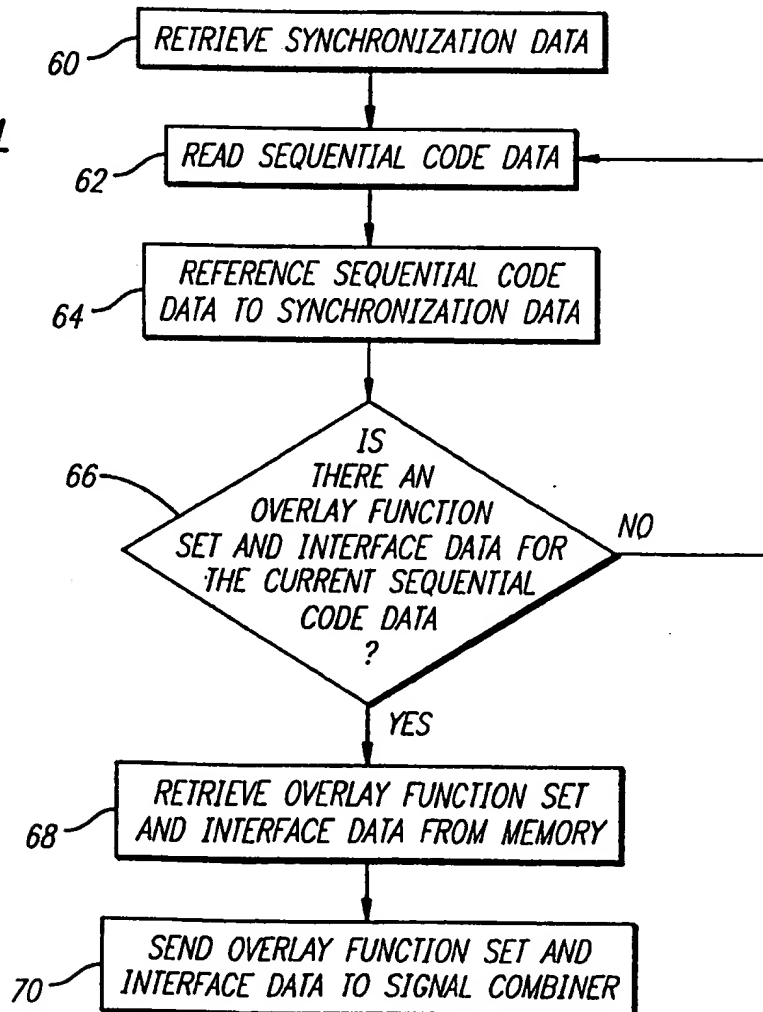 60
RETRIEVE SYNCHRONIZATION DATA
62
READ SEQUENTIAL CODE DATA
64
REFERENCE SEQUENTIAL CODE
DATA TO SYNCHRONIZATION DATA
66
IS
THERE AN
OVERLAY FUNCTION
SET AND INTERFACE DATA FOR
THE CURRENT SEQUENTIAL
CODE DATA
?
NO
YES
68
RETRIEVE OVERLAY FUNCTION SET
AND INTERFACE DATA FROM MEMORY
70
SEND OVERLAY FUNCTION SET AND
INTERFACE DATA TO SIGNAL COMBINER